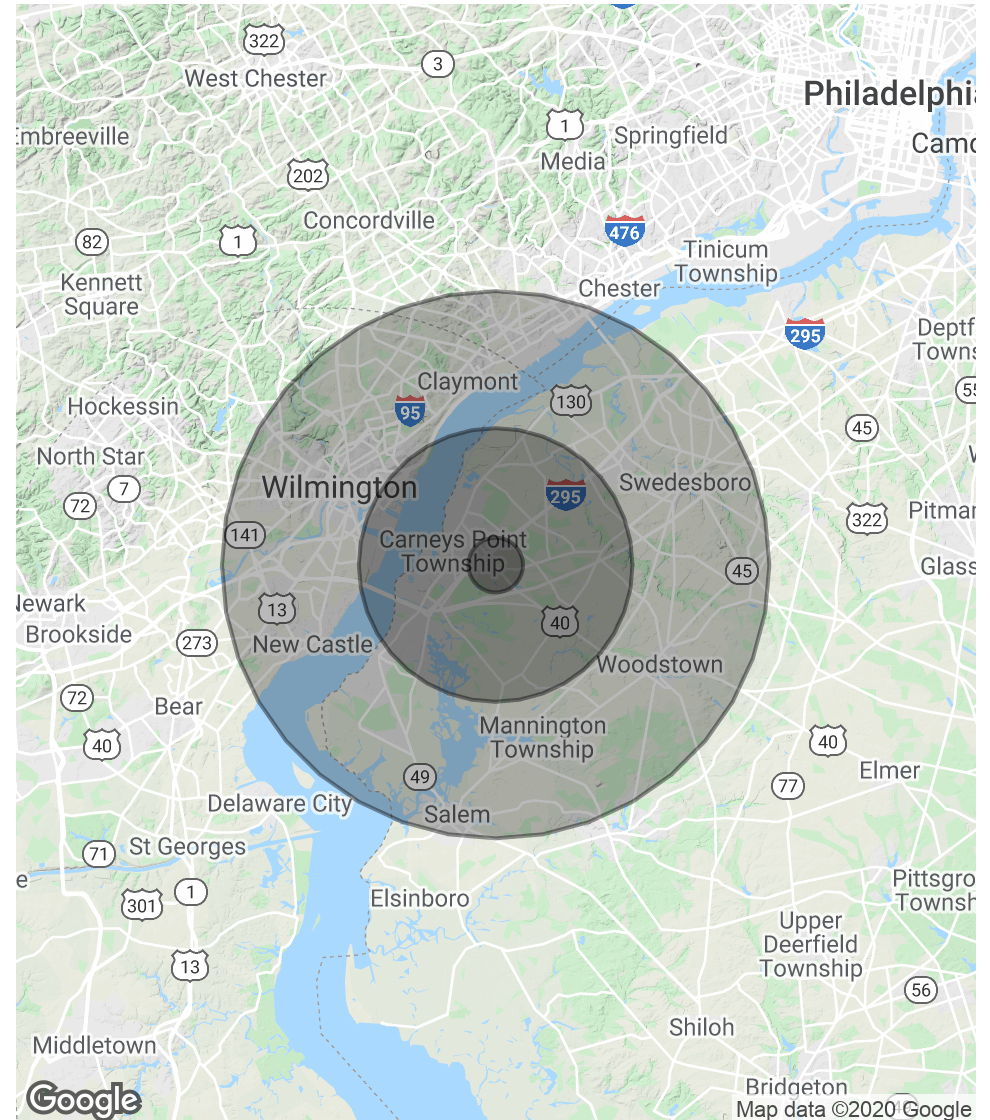 322
West Chester
3
Philadelphi
Embreeville
1
Springfield
Camd
Media
202
Concordville
476
82
1
Tinicum
Township
Kennett
Square
Chester
295
Deptf
Towns
Claymont
55
130
95
Hockessin
45
North Star
7
72
Wilmington
295
Swedesboro
322
Pitmar
141
Carneys Point
Township
45
Glass
Newark
13
40
Brookside
273
New Castle
Woodstown
72
Bear
40
Mannington
Township
40
Elmer
49
77
Delaware City
Salem
71
St Georges
e
301
1
Elsinboro
Pittsgro
Townsh
Upper
Deerfield
Township
13
56
Shiloh
Middletown
Bridgeton
Google
Map data ©2020 Google